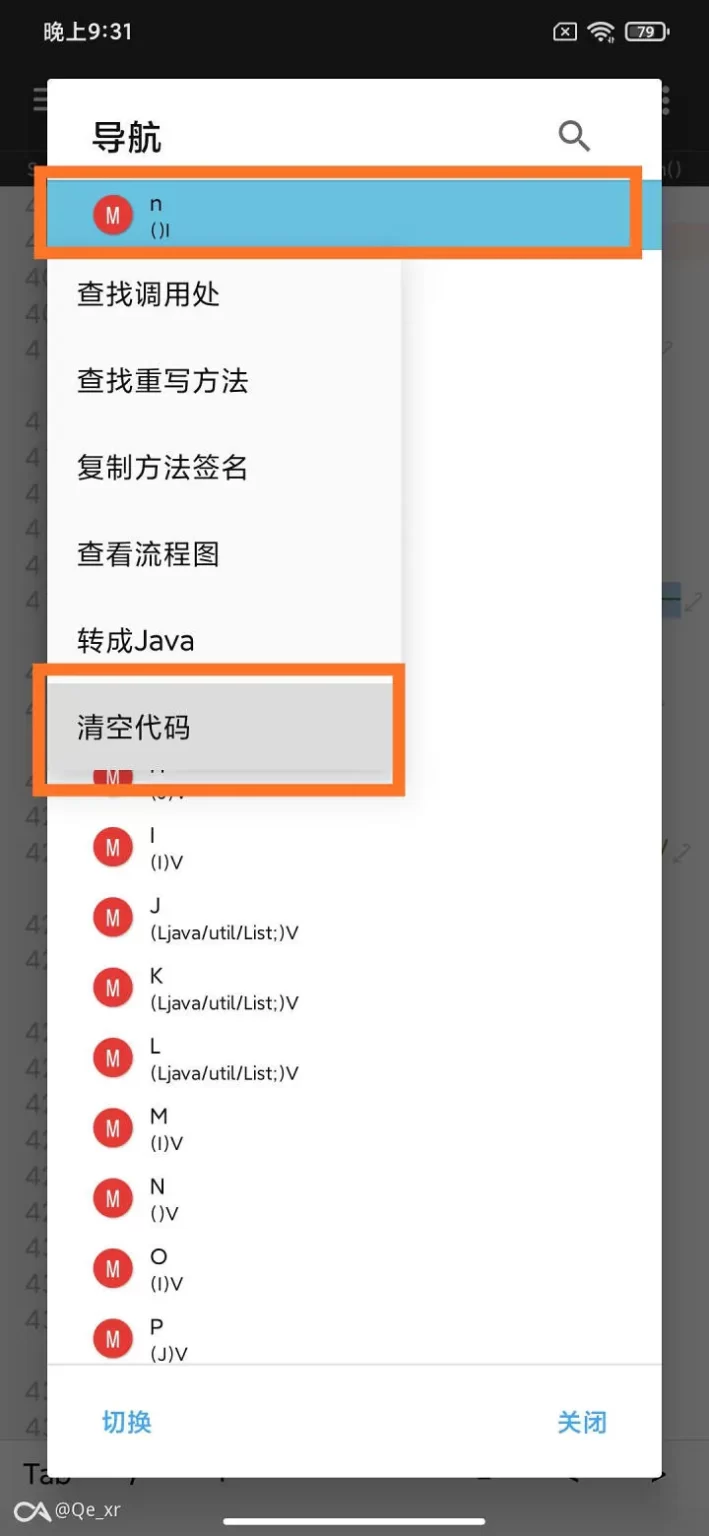 晚上9:31
79
导航
M
n
()I
查找调用处
查找重写方法
复制方法签名
查看流程图
转成Java
清空代码
M
I
(I)V
M
J
(Ljava/util/List;)V
M
K
(Ljava/util/List;)V
M
L
(Ljava/util/List;)V
M
M
(I)V
M
N
()V
M
O
(I)V
M
P
(J)V
切换
关闭
Tab
@Qe_xr